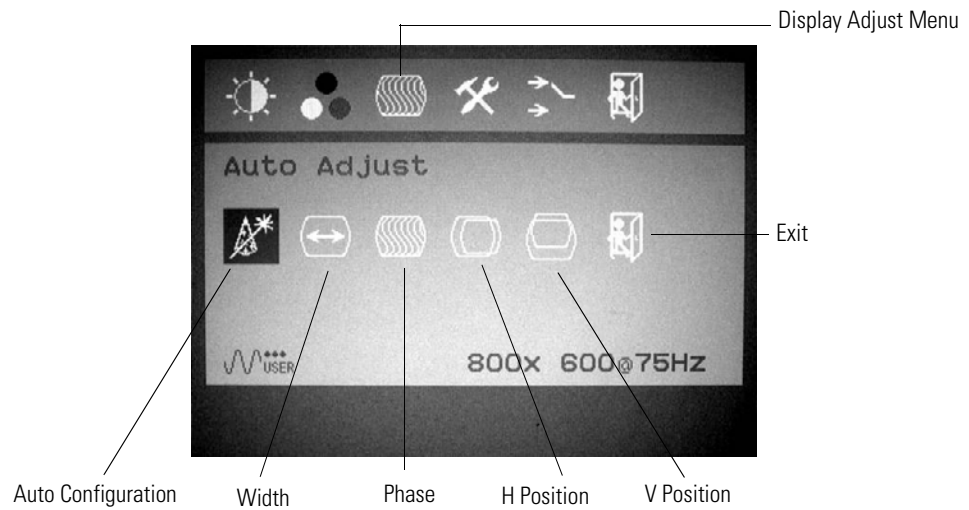 Display Adjust Menu
Auto Adjust
Exit
USER
800x 600@75Hz
Auto Configuration
Width
Phase
H Position
V Position